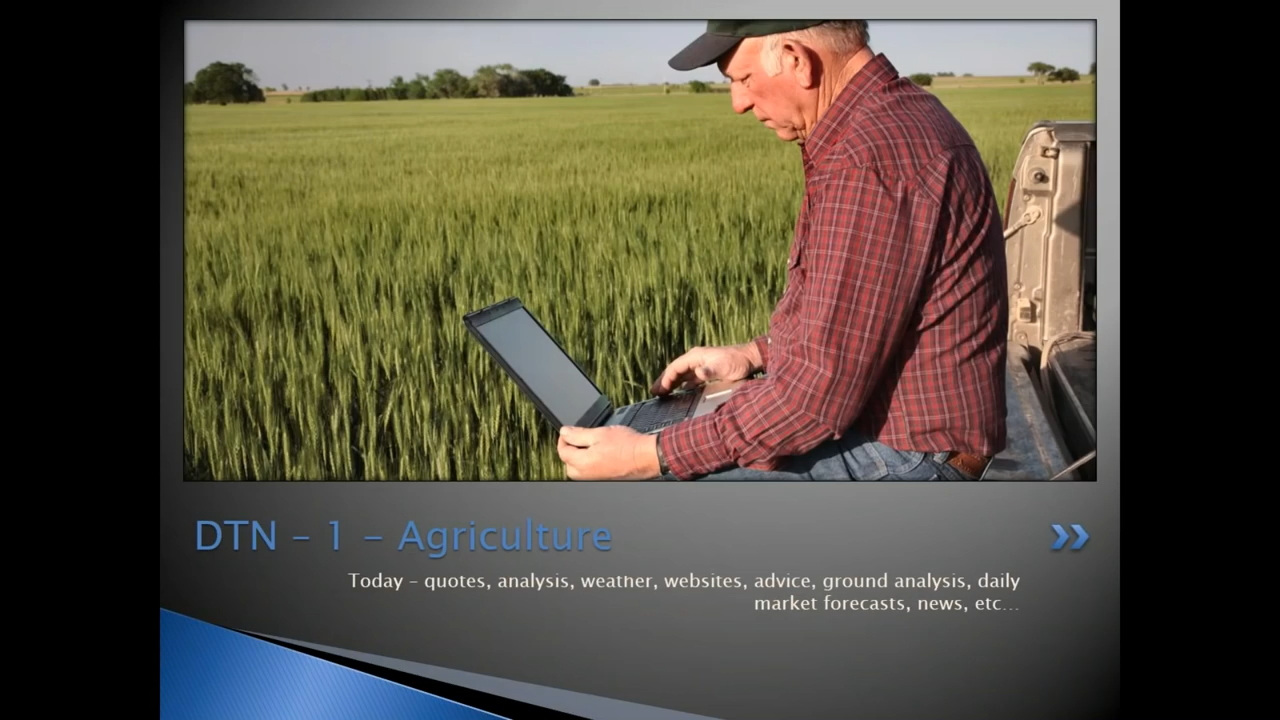 DTN – 1 – Agriculture
Today – quotes, analysis, weather, websites, advice, ground analysis, daily
market forecasts, news, etc…